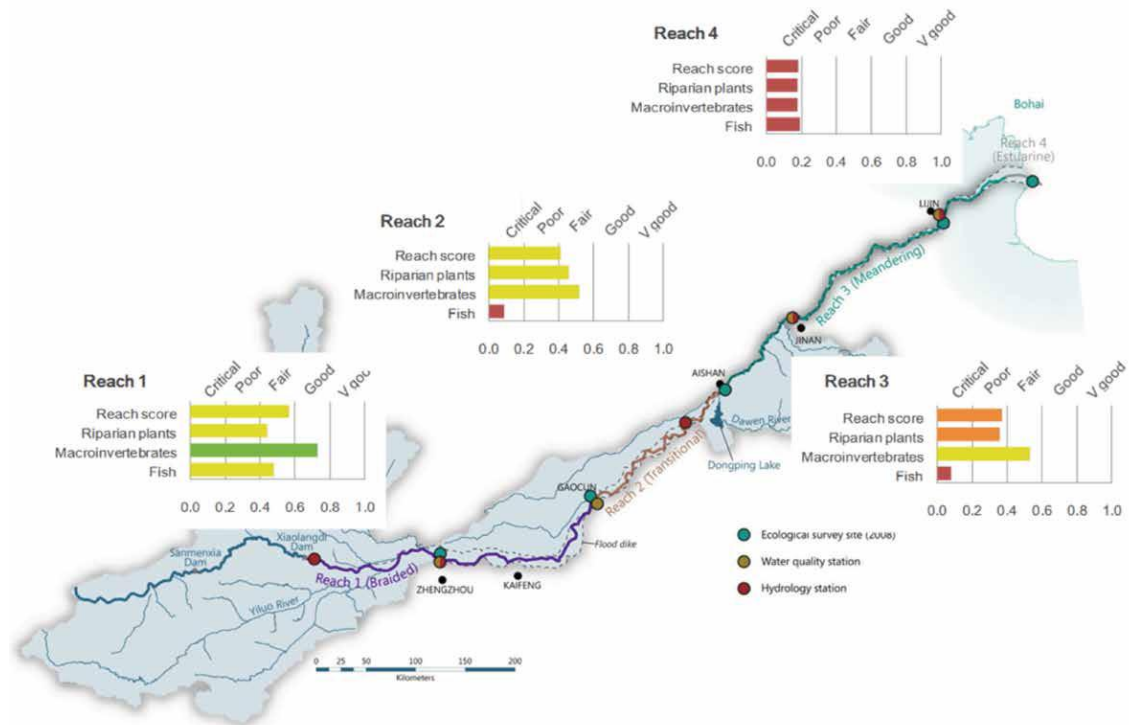 Reach 4
Critical
Poor
Fair
Good
V good
Reach score
Riparian plants
Macroinvertebrates
Fish
0.0 0.2 0.4 0.6 0.8 1.0
Bohai
Reach 4
(Estuarine)
LIJIN
Reach 2
Critical
Poor
Fair
Good
V good
Reach score
Riparian plants
Macroinvertebrates
Fish
0.0 0.2 0.4 0.6 0.8 1.0
Reach 3 (Meandering)
JINAN
AISHAN
Dawen River
Dongping Lake
Reach 1
Critical
Poor
Fair
Good
V good
Reach score
Riparian plants
Macroinvertebrates
Fish
0.0 0.2 0.4 0.6 0.8 1.0
Reach 3
Critical
Poor
Fair
Good
V good
Reach score
Riparian plants
Macroinvertebrates
Fish
0.0 0.2 0.4 0.6 0.8 1.0
GAOCUN
Reach 2 (Transitional)
Flood dike
Xiaolangdi
Dam
Sanmenxia
Dam
Reach 1 (Braided)
Yiluo River
ZHENGZHOU
KAIFENG
Ecological survey site (2008)
Water quality station
Hydrology station
0 25 50 100 150 200
Kilometers